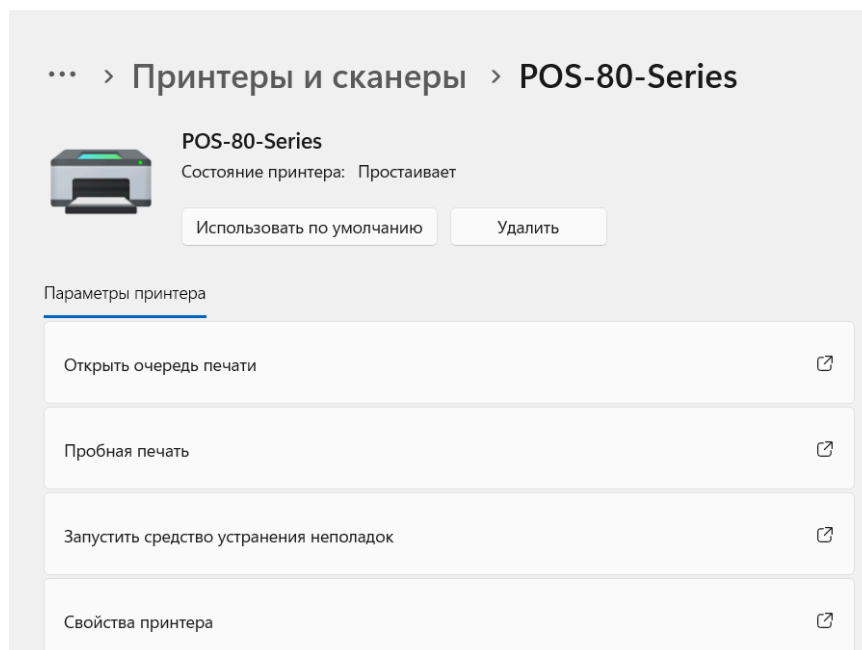 ... > Принтеры и сканеры > POS-80-Series
POS-80-Series
Состояние принтера: Простаивает
Использовать по умолчанию
Удалить
Параметры принтера
Открыть очередь печати
Пробная печать
Запустить средство устранения неполадок
Свойства принтера